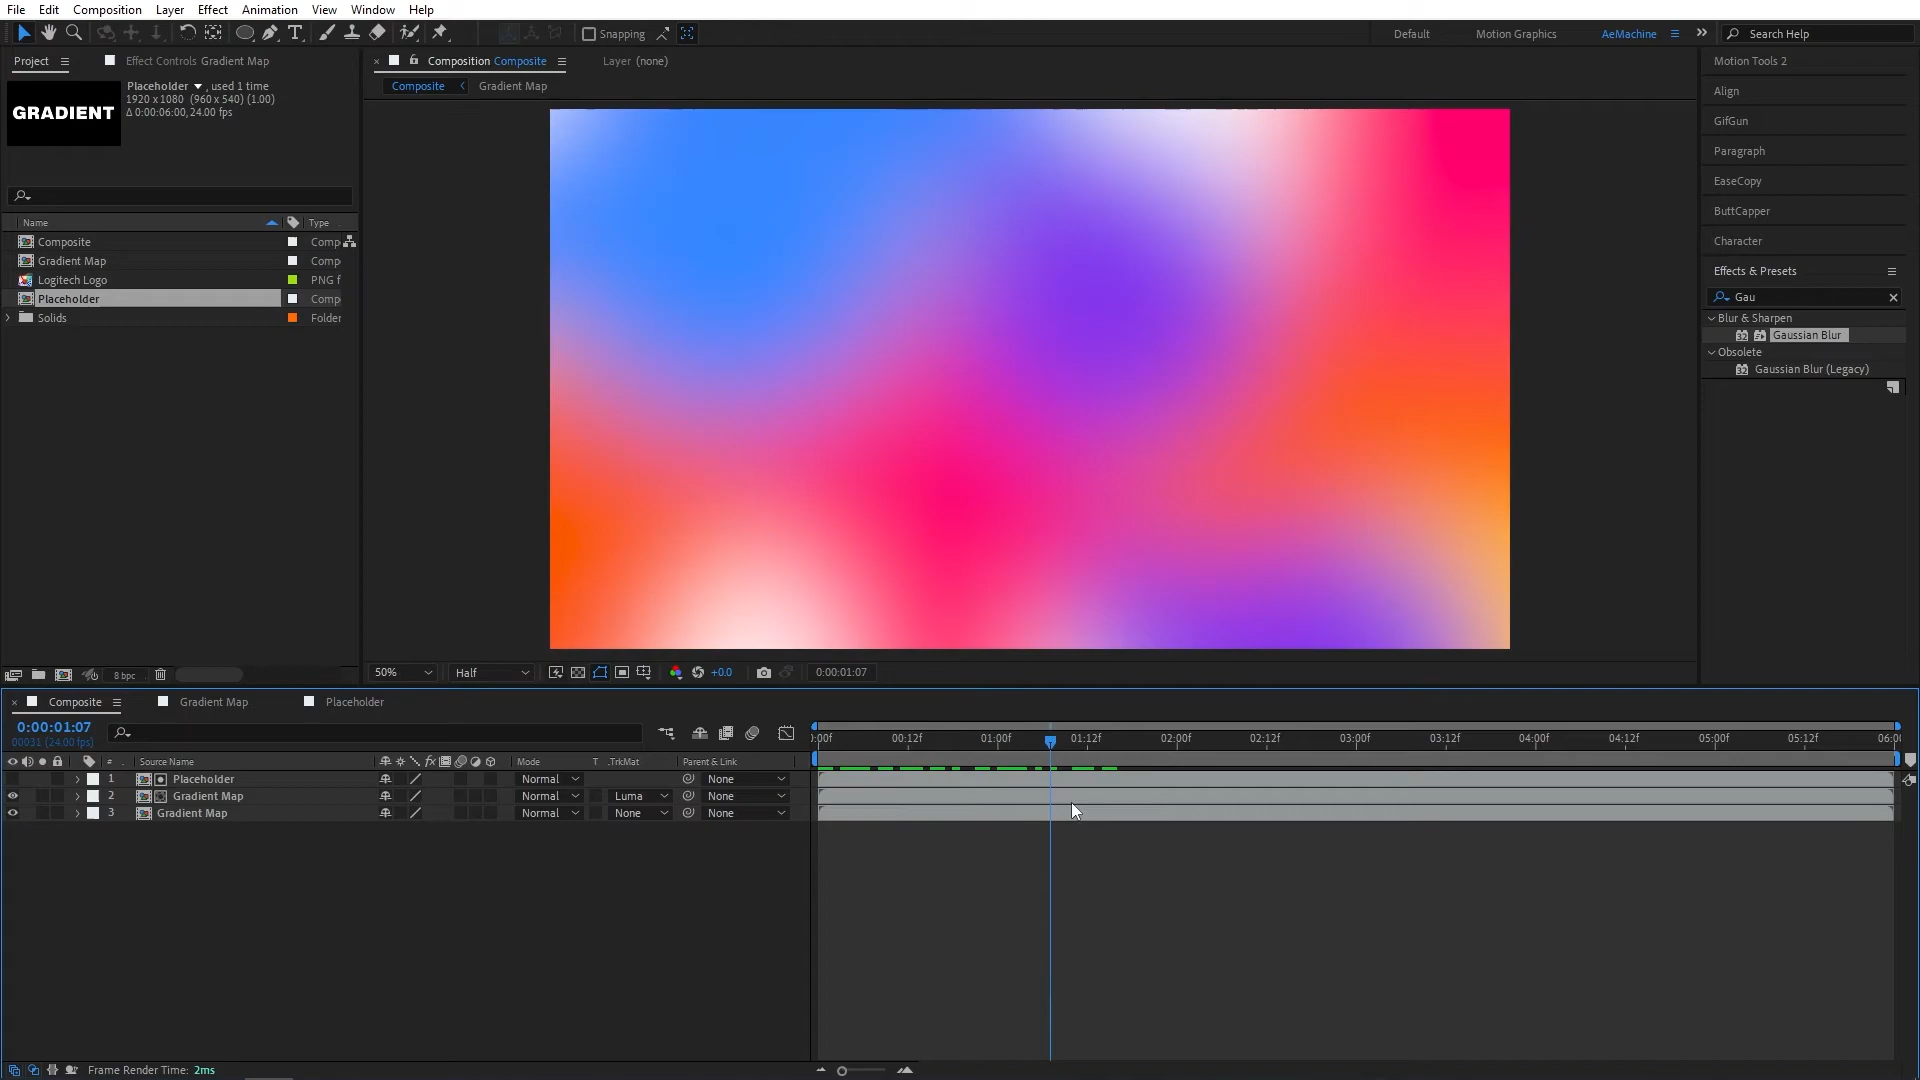 File Edit Composition Layer Effect Animation View Window Help
Snapping
Default Motion Graphics AeMachine Search Help
Project Effect Controls Gradient Map
Composition Composite Layer (none)
Motion Tools 2
Composite Gradient Map
Placeholder , used 1 time
1920 x 1080 (960 x 540) (1.00)
Δ 0:00:06:00, 24.00 fps
GRADIENT
Align
GifGun
Paragraph
EaseCopy
ButtCapper
Character
Effects & Presets
Gau
Blur & Sharpen
32 Gaussian Blur
Obsolete
32 Gaussian Blur (Legacy)
Name Type
Composite Comp
Gradient Map Comp
Logitech Logo PNG f
Placeholder Comp
Solids Folder
8 bpc
50% Half +0.0 0:00:01:07
Composite Gradient Map Placeholder
0:00:01:07
00031 (24.00 fps)
):00f 00:12f 01:00f 01:12f 02:00f 02:12f 03:00f 03:12f 04:00f 04:12f 05:00f 05:12f 06:00
# Source Name fx Mode T .TrkMat Parent & Link
1 Placeholder Normal None
2 Gradient Map Normal Luma None
3 Gradient Map Normal None None
Frame Render Time: 2ms